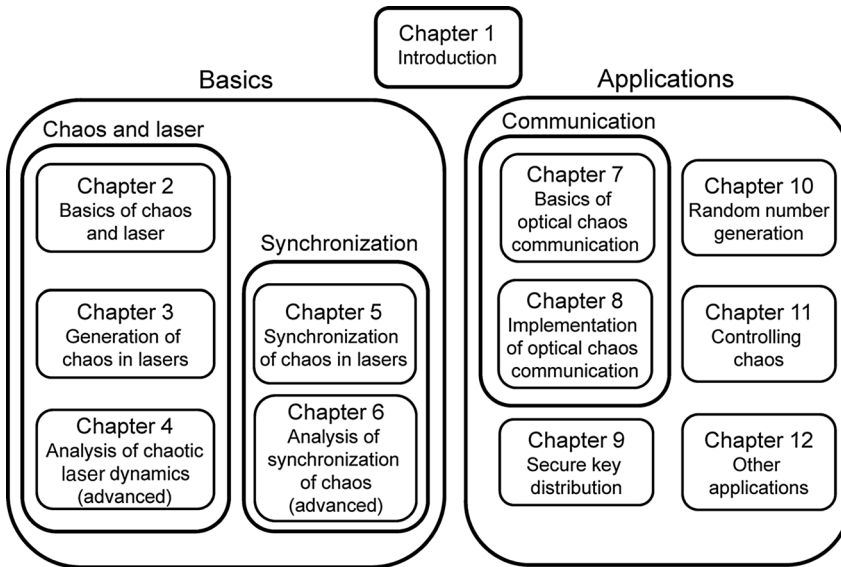 Chapter 1
Introduction
Basics
Chaos and laser
Chapter 2
Basics of chaos
and laser
Chapter 3
Generation of
chaos in lasers
Chapter 4
Analysis of chaotic
laser dynamics
(advanced)
Synchronization
Chapter 5
Synchronization
of chaos in lasers
Chapter 6
Analysis of
synchronization
of chaos
(advanced)
Applications
Communication
Chapter 7
Basics of
optical chaos
communication
Chapter 8
Implementation
of optical chaos
communication
Chapter 9
Secure key
distribution
Chapter 10
Random number
generation
Chapter 11
Controlling
chaos
Chapter 12
Other
applications